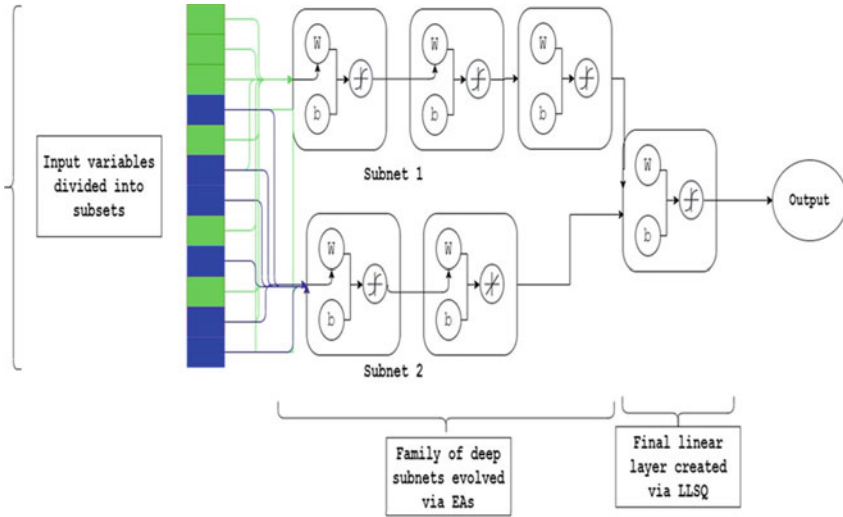 W
W
W
b
b
b
Subnet 1
Input variables
divided into
subsets
W
b
Output
W
W
b
b
Subnet 2
Family of deep
subnets evolved
via EAs
Final linear
layer created
via LLSQ